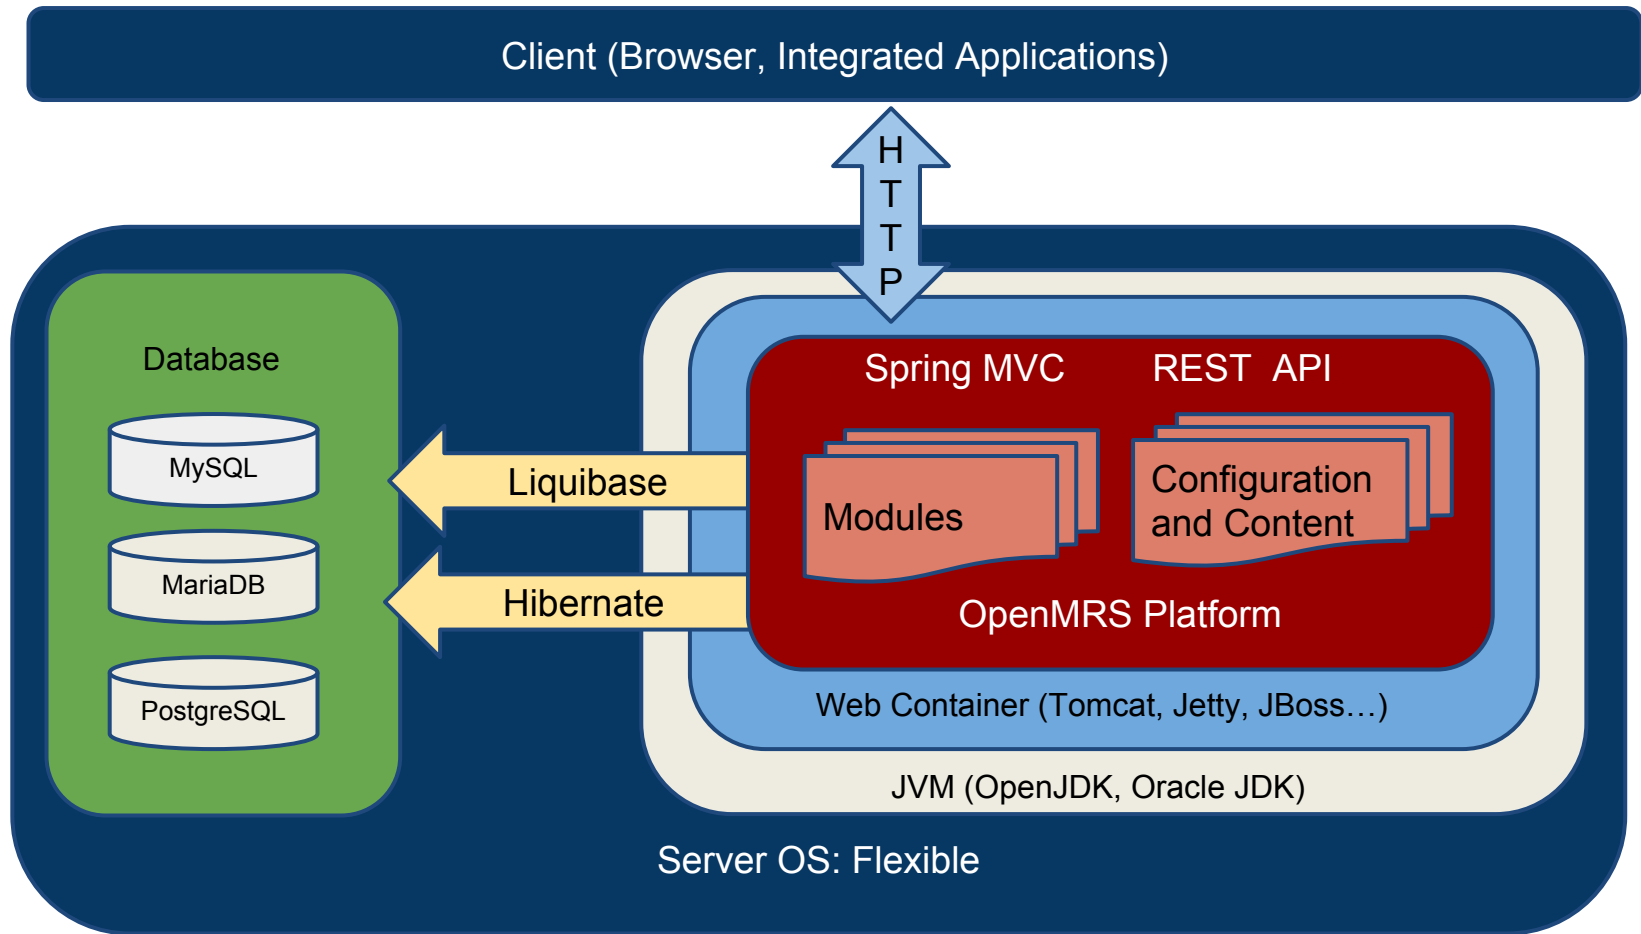 Client (Browser, Integrated Applications)
H
T
T
P
Database
MySQL
MariaDB
PostgreSQL
Liquibase
Hibernate
Spring MVC
REST API
Modules
Configuration
and Content
OpenMRS Platform
Web Container (Tomcat, Jetty, JBoss…)
JVM (OpenJDK, Oracle JDK)
Server OS: Flexible